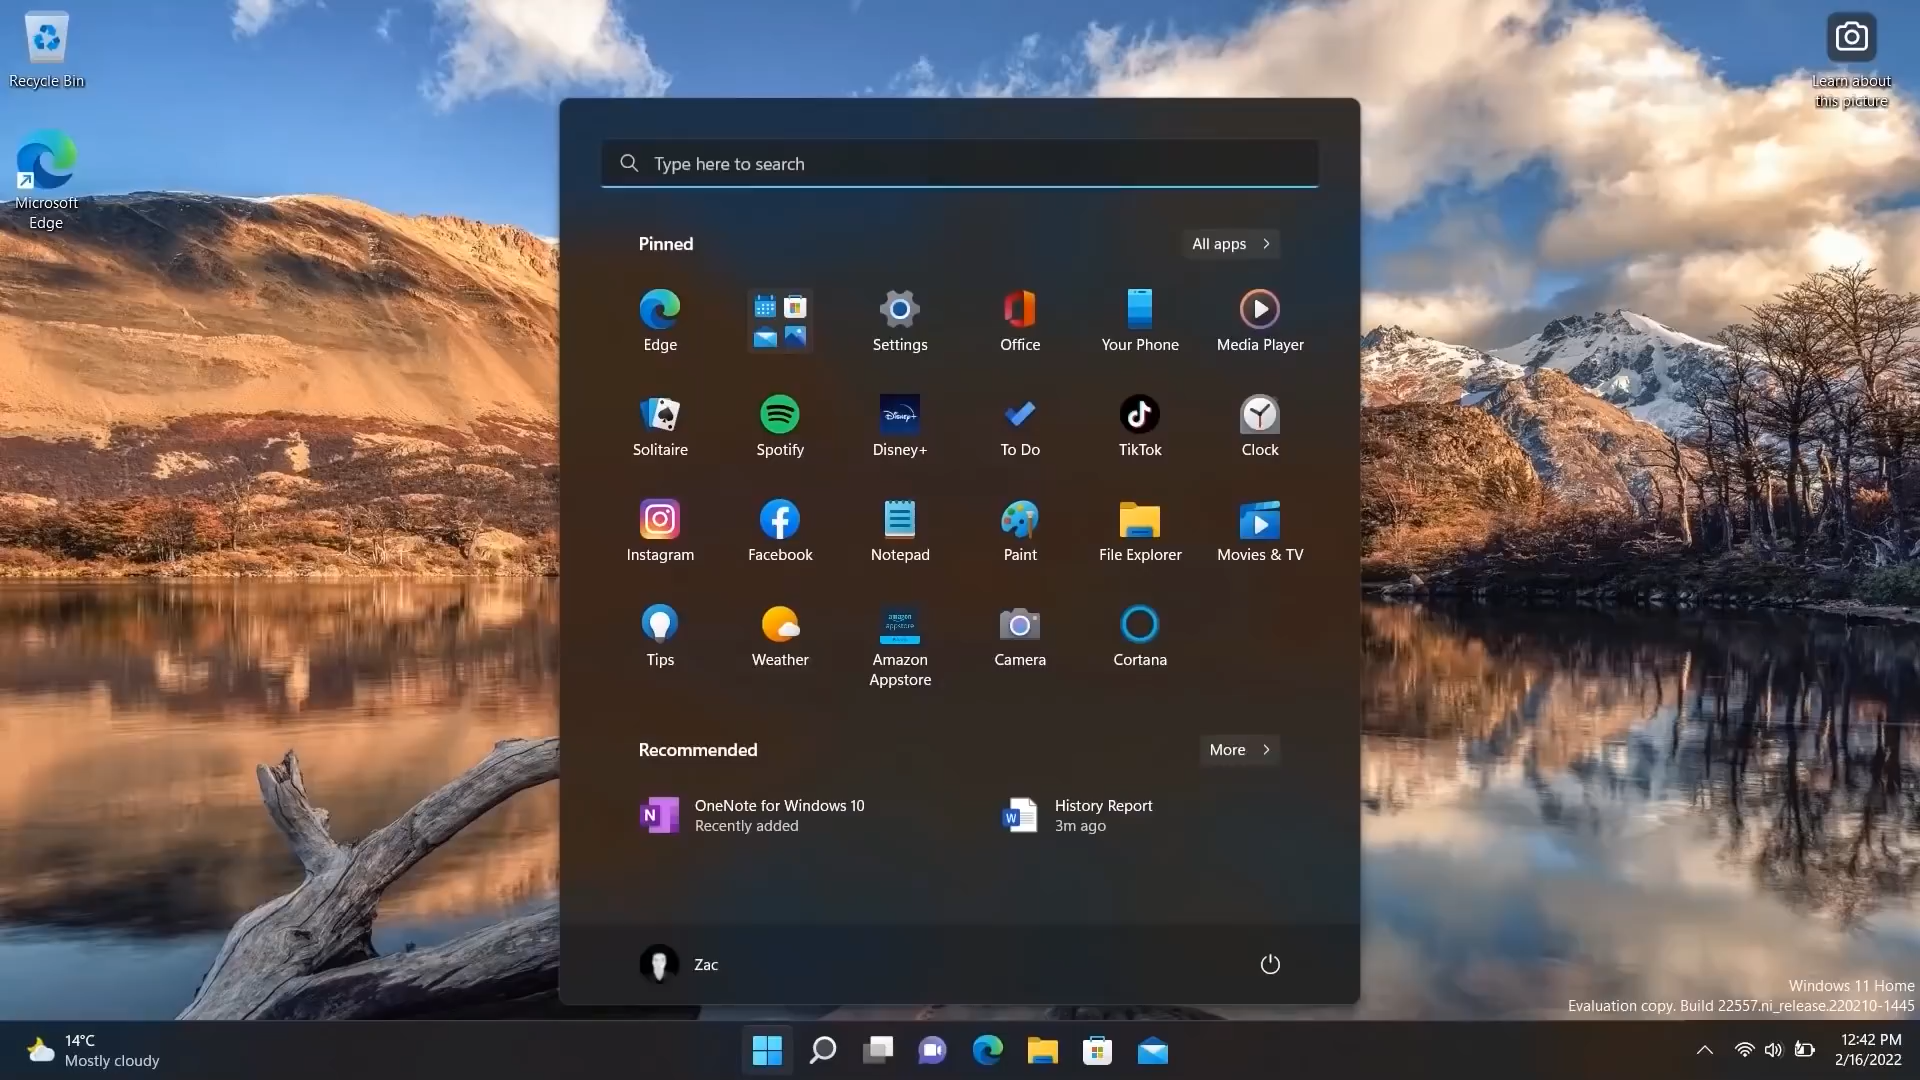 Recycle Bin
Microsoft
Edge
Learn about
this picture
Type here to search
Pinned
All apps
Edge
Settings
Office
Your Phone
Media Player
Solitaire
Spotify
Disney+
Disney+
To Do
TikTok
Clock
Instagram
Facebook
Notepad
Paint
File Explorer
Movies & TV
Tips
Weather
amazon
appstore
Amazon
Appstore
Camera
Cortana
Recommended
More
N
OneNote for Windows 10
Recently added
W
History Report
3m ago
Zac
Windows 11 Home
Evaluation copy. Build 22557.ni_release.220210-1445
14°C
Mostly cloudy
12:42 PM
2/16/2022